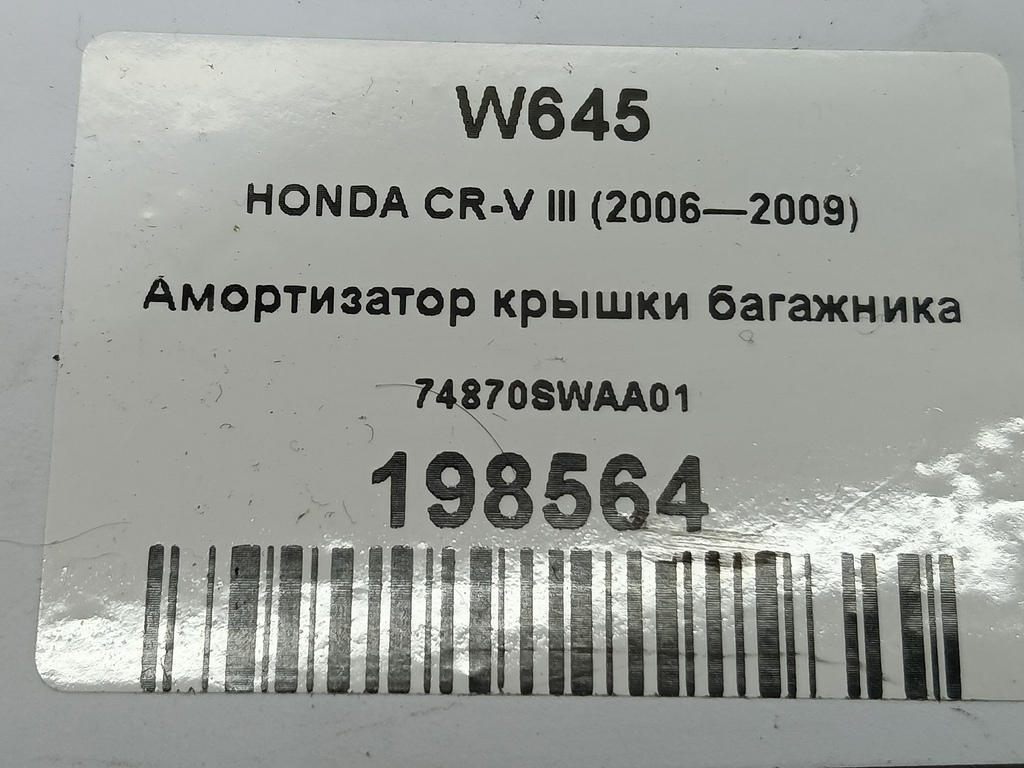 W645
HONDA CR-V III (2006—2009)
Амортизатор крышки багажника
74870SWAA01
198564